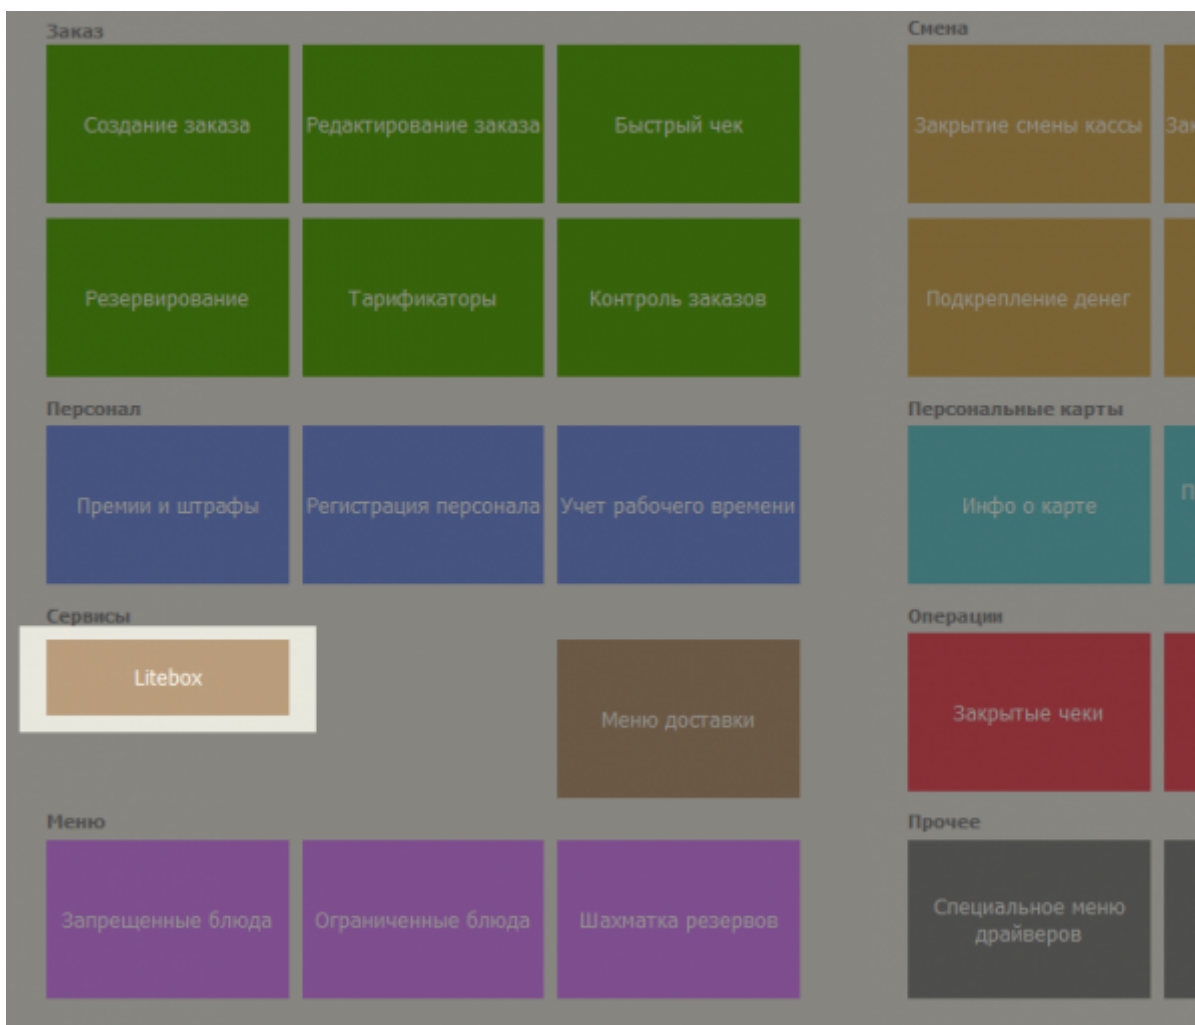 Заказ
Создание заказа
Редактирование заказа
Быстрый чек
Резервирование
Тарификаторы
Контроль заказов
Персонал
Премии и штрафы
Регистрация персонала
Учет рабочего времени
Сервисы
Litebox
Меню доставки
Меню
Запрещенные блюда
Ограниченные блюда
Шахматка резервов
Смена
Закрытие смены кассы
Подкрепление денег
Персональные карты
Инфо о карте
Операции
Закрытые чеки
Прочее
Специальное меню
драйверов